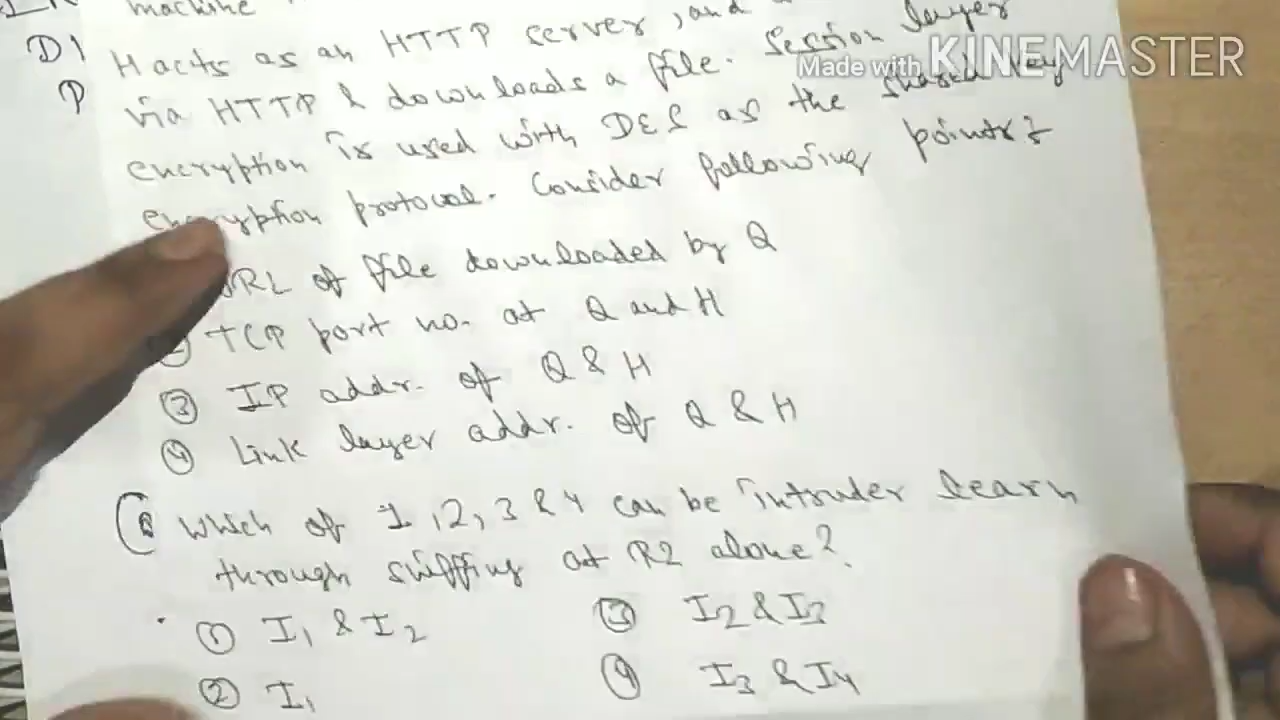 machine
D1 H acts as an HTTP server, and
P via HTTP & downloads a file. Session layer
encryption is used with DES as the shared key
encryption protocol. Consider following points:
URL of file downloaded by Q
② TCP port no. at Q and H
③ IP addr. of Q & H
④ Link layer addr. of Q & H
Q Which of 1, 2, 3 & 4 can be intruder learn
through sniffing at R2 alone?
① I1 & I2
③ I2 & I3
② I1
④ I3 & I4
Made with KINEMASTER